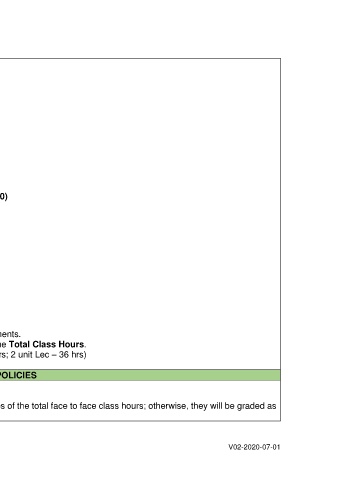 0)
ments.
e Total Class Hours.
rs; 2 unit Lec – 36 hrs)
POLICIES
s of the total face to face class hours; otherwise, they will be graded as
V02-2020-07-01